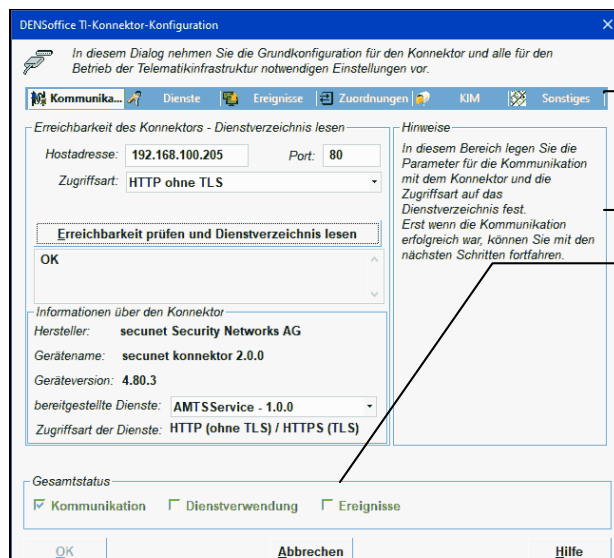 DENSoffice TI-Konnektor-Konfiguration
In diesem Dialog nehmen Sie die Grundkonfiguration für den Konnektor und alle für den
Betrieb der Telematikinfrastruktur notwendigen Einstellungen vor.
Kommunika... Dienste Ereignisse Zuordnungen KIM Sonstiges
Erreichbarkeit des Konnektors - Dienstverzeichnis lesen
Hostadresse: 192.168.100.205 Port: 80
Zugriffsart: HTTP ohne TLS
Erreichbarkeit prüfen und Dienstverzeichnis lesen
OK
Informationen über den Konnektor
Hersteller: secunet Security Networks AG
Gerätename: secunet konnektor 2.0.0
Geräteversion: 4.80.3
bereitgestellte Dienste: AMTSService - 1.0.0
Zugriffsart der Dienste: HTTP (ohne TLS) / HTTPS (TLS)
Hinweise
In diesem Bereich legen Sie die
Parameter für die Kommunikation
mit dem Konnektor und die
Zugriffsart auf das
Dienstverzeichnis fest.
Erst wenn die Kommunikation
erfolgreich war, können Sie mit den
nächsten Schritten fortfahren.
Gesamtstatus
Kommunikation Dienstverwendung Ereignisse
OK Abbrechen Hilfe